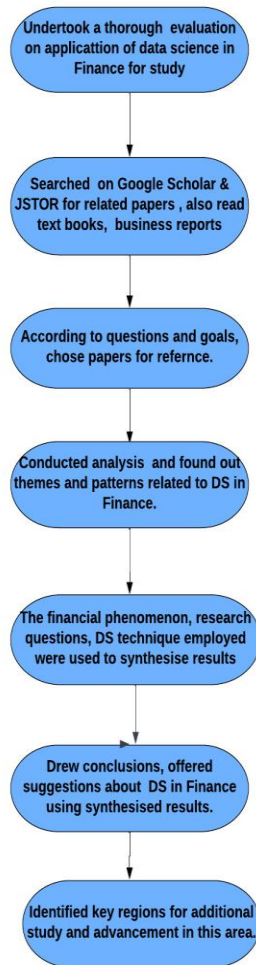 Undertook a thorough evaluation
on applicattion of data science in
Finance for study
Searched on Google Scholar &
JSTOR for related papers , also read
text books, business reports
According to questions and goals,
chose papers for refernce.
Conducted analysis and found out
themes and patterns related to DS in
Finance.
The financial phenomenon, research
questions, DS technique employed
were used to synthesise results
Drew conclusions, offered
suggestions about DS in Finance
using synthesised results.
Identified key regions for additional
study and advancement in this area.